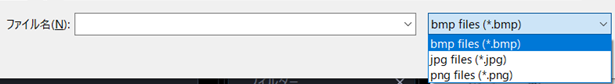 ファイル名(N):
bmp files (*.bmp)
bmp files (*.bmp)
jpg files (*.jpg)
png files (*.png)